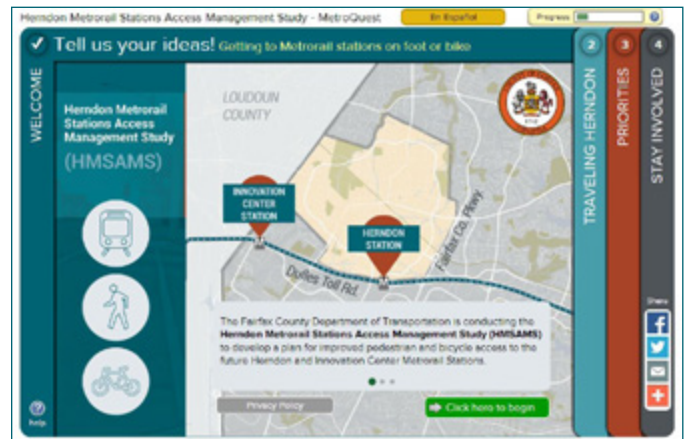 Herndon Metrorail Stations Access Management Study - MetroQuest
En Español
Progress
Tell us your ideas! Getting to Metrorail stations on foot or bike
WELCOME
Herndon Metrorail
Stations Access
Management Study
(HMSAMS)
LOUDOUN
COUNTY
INNOVATION
CENTER
STATION
HERNDON
STATION
Fairfax Co. Pkwy.
Dulles Toll Rd.
The Fairfax County Department of Transportation is conducting the
Herndon Metrorail Stations Access Management Study (HMSAMS)
to develop a plan for improved pedestrian and bicycle access to the
future Herndon and Innovation Center Metrorail Stations.
Privacy Policy
Click here to begin
help
2
TRAVELING HERNDON
3
PRIORITIES
4
STAY INVOLVED
Share